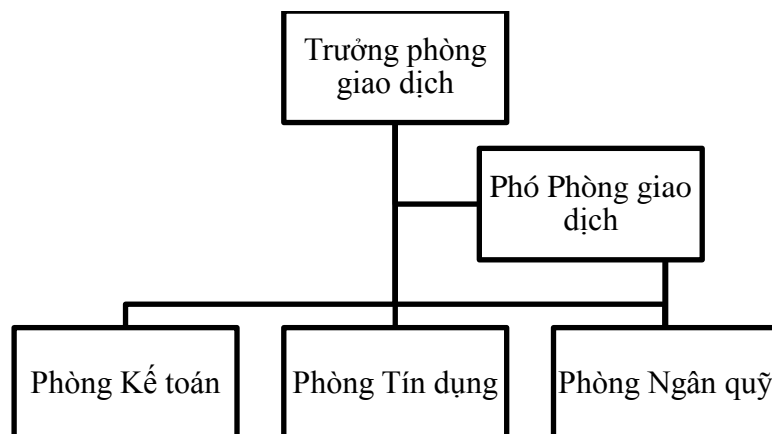 Trưởng phòng
giao dịch
Phó Phòng giao
dịch
Phòng Kế toán
Phòng Tín dụng
Phòng Ngân quỹ